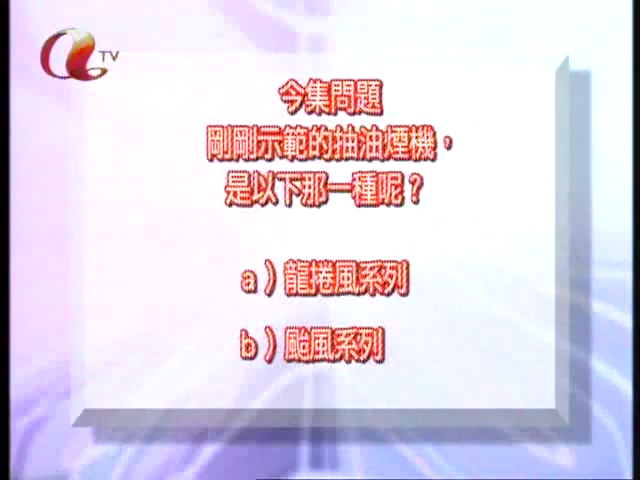 TV
今集問題
剛剛示範的抽油煙機，
是以下那一種呢？
a）龍捲風系列
b）颱風系列